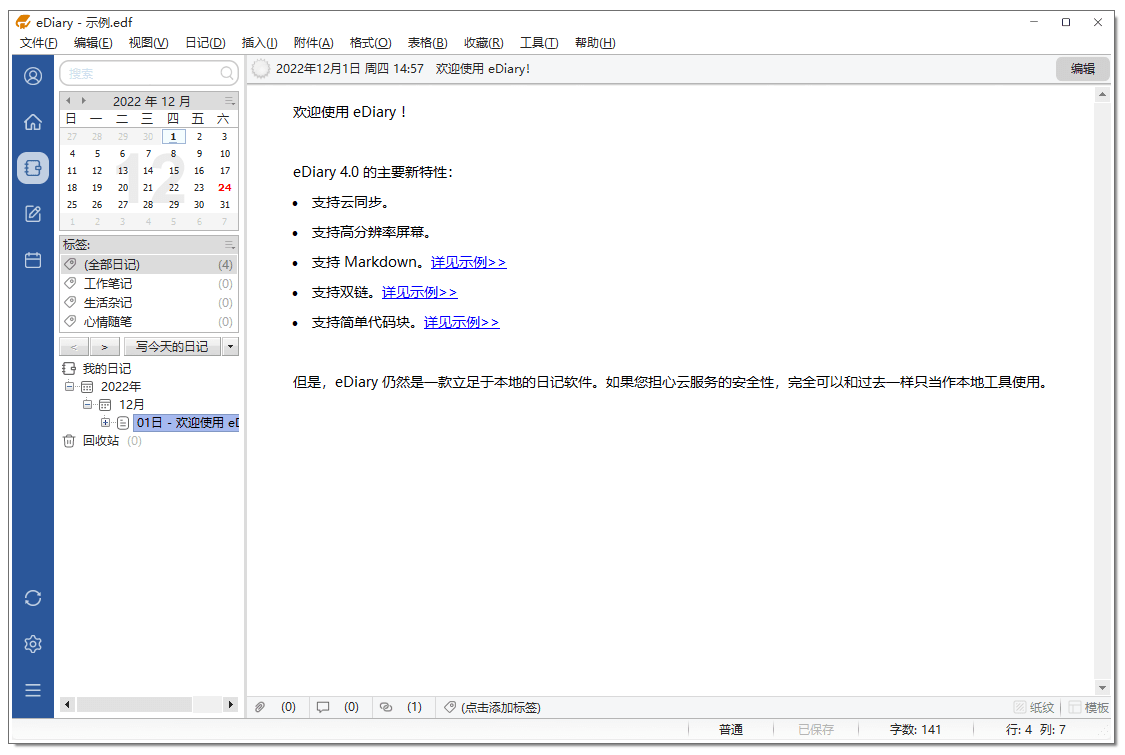 eDiary - 示例.edf
文件(F) 编辑(E) 视图(V) 日记(D) 插入(I) 附件(A) 格式(O) 表格(B) 收藏(R) 工具(T) 帮助(H)
搜索
2022 年 12 月
日 一 二 三 四 五 六
27 28 29 30 1 2 3
4 5 6 7 8 9 10
11 12 13 14 15 16 17
18 19 20 21 22 23 24
25 26 27 28 29 30 31
1 2 3 4 5 6 7
12
标签:
(全部日记) (4)
工作笔记 (0)
生活杂记 (0)
心情随笔 (0)
< > 写今天的日记
我的日记
2022年
12月
01日 - 欢迎使用 eD
回收站 (0)
2022年12月1日 周四 14:57 欢迎使用 eDiary!
编辑
欢迎使用 eDiary！
eDiary 4.0 的主要新特性：
• 支持云同步。
• 支持高分辨率屏幕。
• 支持 Markdown。详见示例>>
• 支持双链。详见示例>>
• 支持简单代码块。详见示例>>
但是，eDiary 仍然是一款立足于本地的日记软件。如果您担心云服务的安全性，完全可以和过去一样只当作本地工具使用。
(0) (0) (1) (点击添加标签) 纸纹 模板
普通 已保存 字数: 141 行: 4 列: 7